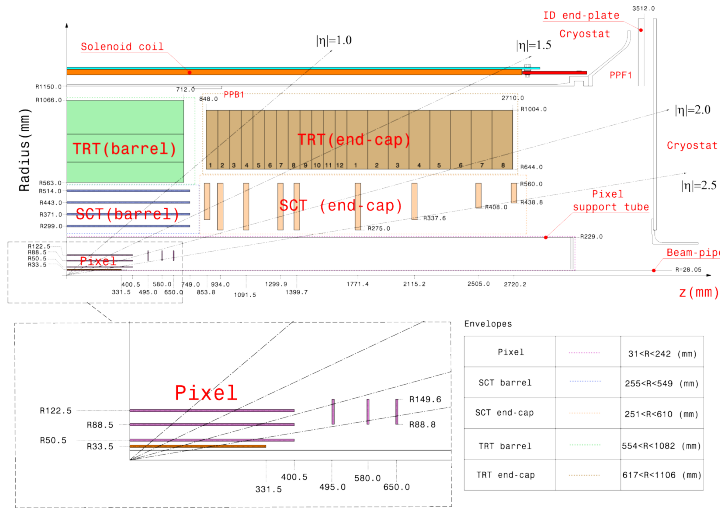 3512.0
ID end-plate
Cryostat
|η|=1.0
|η|=1.5
Solenoid coil
PPF1
R1150.0
712.0
PPB1
848.0
2710.0
R1066.0
R1004.0
|η|=2.0
TRT(barrel)
TRT(end-cap)
Radius(mm)
Cryostat
1 2 3 4 5 6 7 8 9 10 11 12 1 2 3 4 5 6 7 8
R644.0
R563.0
R514.0
R560.0
|η|=2.5
R443.0
R438.8
Pixel
support tube
SCT(barrel)
SCT (end-cap)
R408.0
R371.0
R337.6
R299.0
R275.0
R229.0
R122.5
R88.5
Beam-pipe
R50.5
Pixel
R33.5
R=28.05
400.5 580.0 749.0 934.0 1299.9 1771.4 2115.2 2505.0 2720.2
z(mm)
331.5 495.0 650.0 853.8 1091.5 1399.7
Envelopes
Pixel 31<R<242 (mm)
SCT barrel 255<R<549 (mm)
SCT end-cap 251<R<610 (mm)
TRT barrel 554<R<1082 (mm)
TRT end-cap 617<R<1106 (mm)
Pixel
R149.6
R122.5
R88.5
R88.8
R50.5
R33.5
400.5 580.0
331.5 495.0 650.0